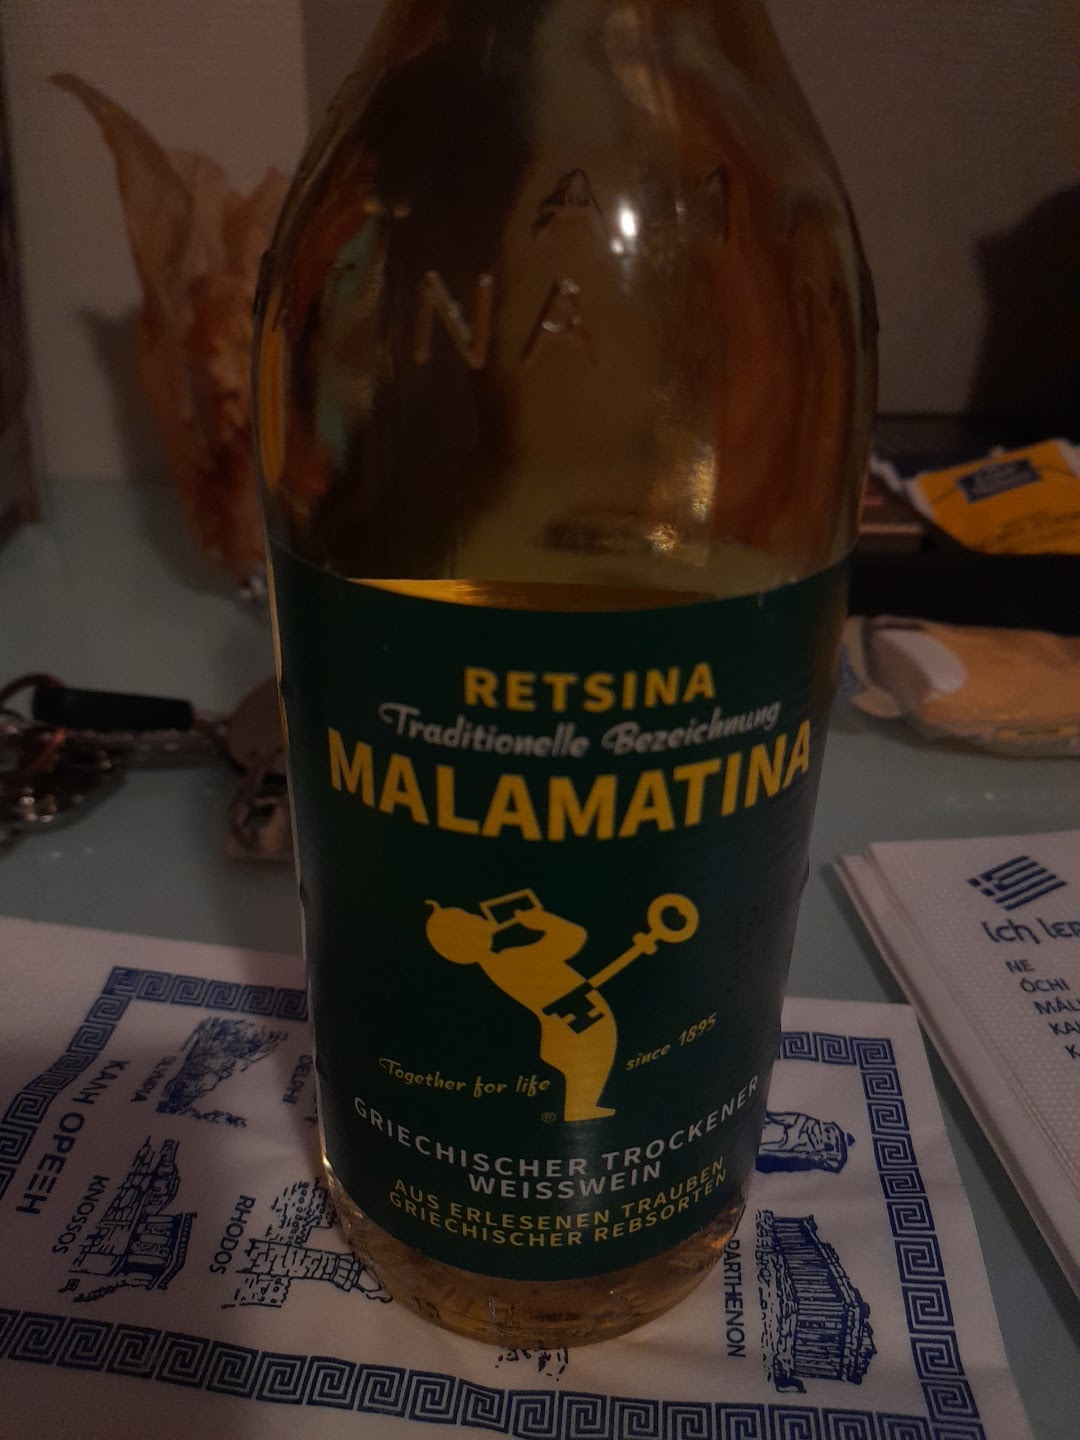 NA
RETSINA
Traditionelle Bezeichnung
MALAMATINA
Together for life
since 1895
®
GRIECHISCHER TROCKENER
WEISSWEIN
AUS ERLESENEN TRAUBEN
GRIECHISCHER REBSORTEN
ΚΑΛΗ ΟΡΕΞΗ
OLYMPIA
DELPHI
KNOSSOS
RHODOS
PARTHENON
Ich
NE
ÓCHI